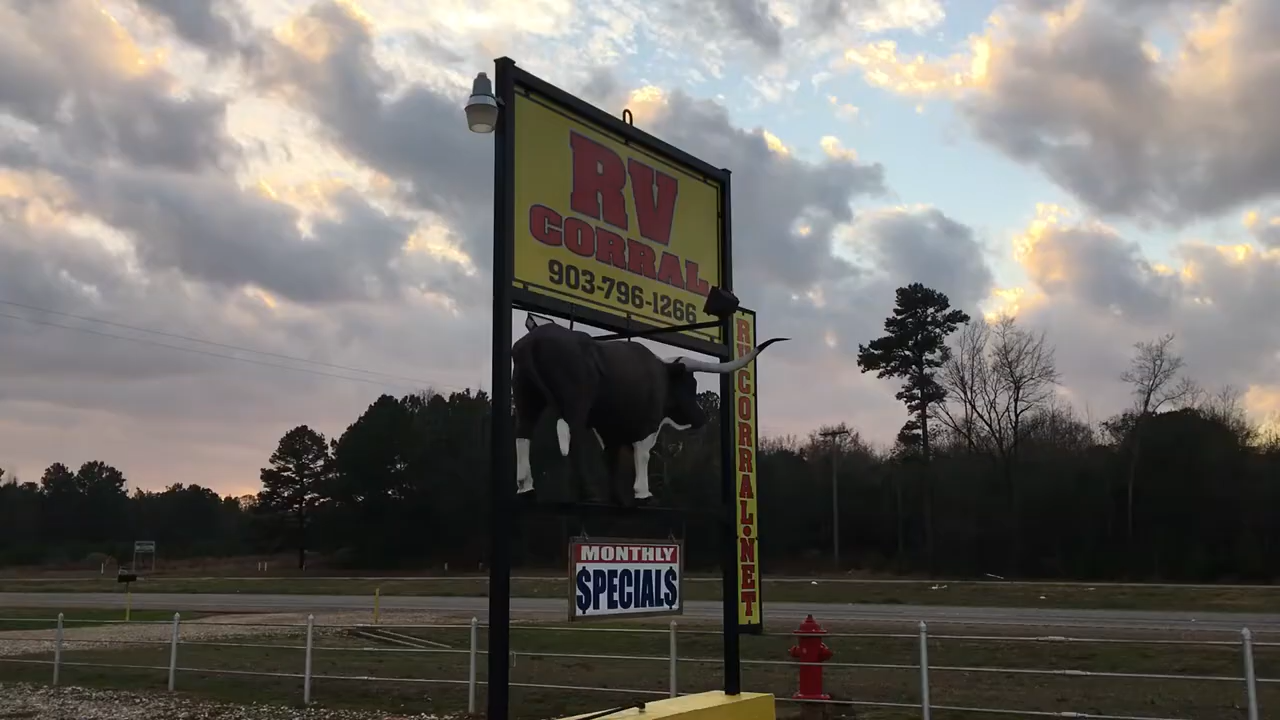 RV
CORRAL
903-796-1266
RVCORRAL.NET
MONTHLY
$PECIAL$